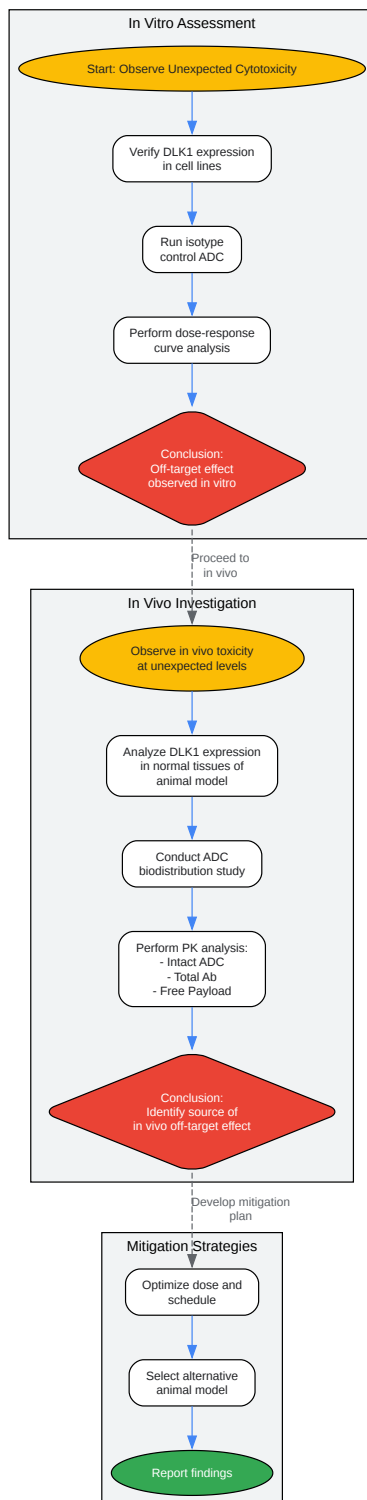 In Vitro Assessment
Start: Observe Unexpected Cytotoxicity
Verify DLK1 expression
in cell lines
Run isotype
control ADC
Perform dose-response
curve analysis
Conclusion:
Off-target effect
observed in vitro
Proceed to
in vivo
In Vivo Investigation
Observe in vivo toxicity
at unexpected levels
Analyze DLK1 expression
in normal tissues of
animal model
Conduct ADC
biodistribution study
Perform PK analysis:
- Intact ADC
- Total Ab
- Free Payload
Conclusion:
Identify source of
in vivo off-target effect
Develop mitigation
plan
Mitigation Strategies
Optimize dose and
schedule
Select alternative
animal model
Report findings